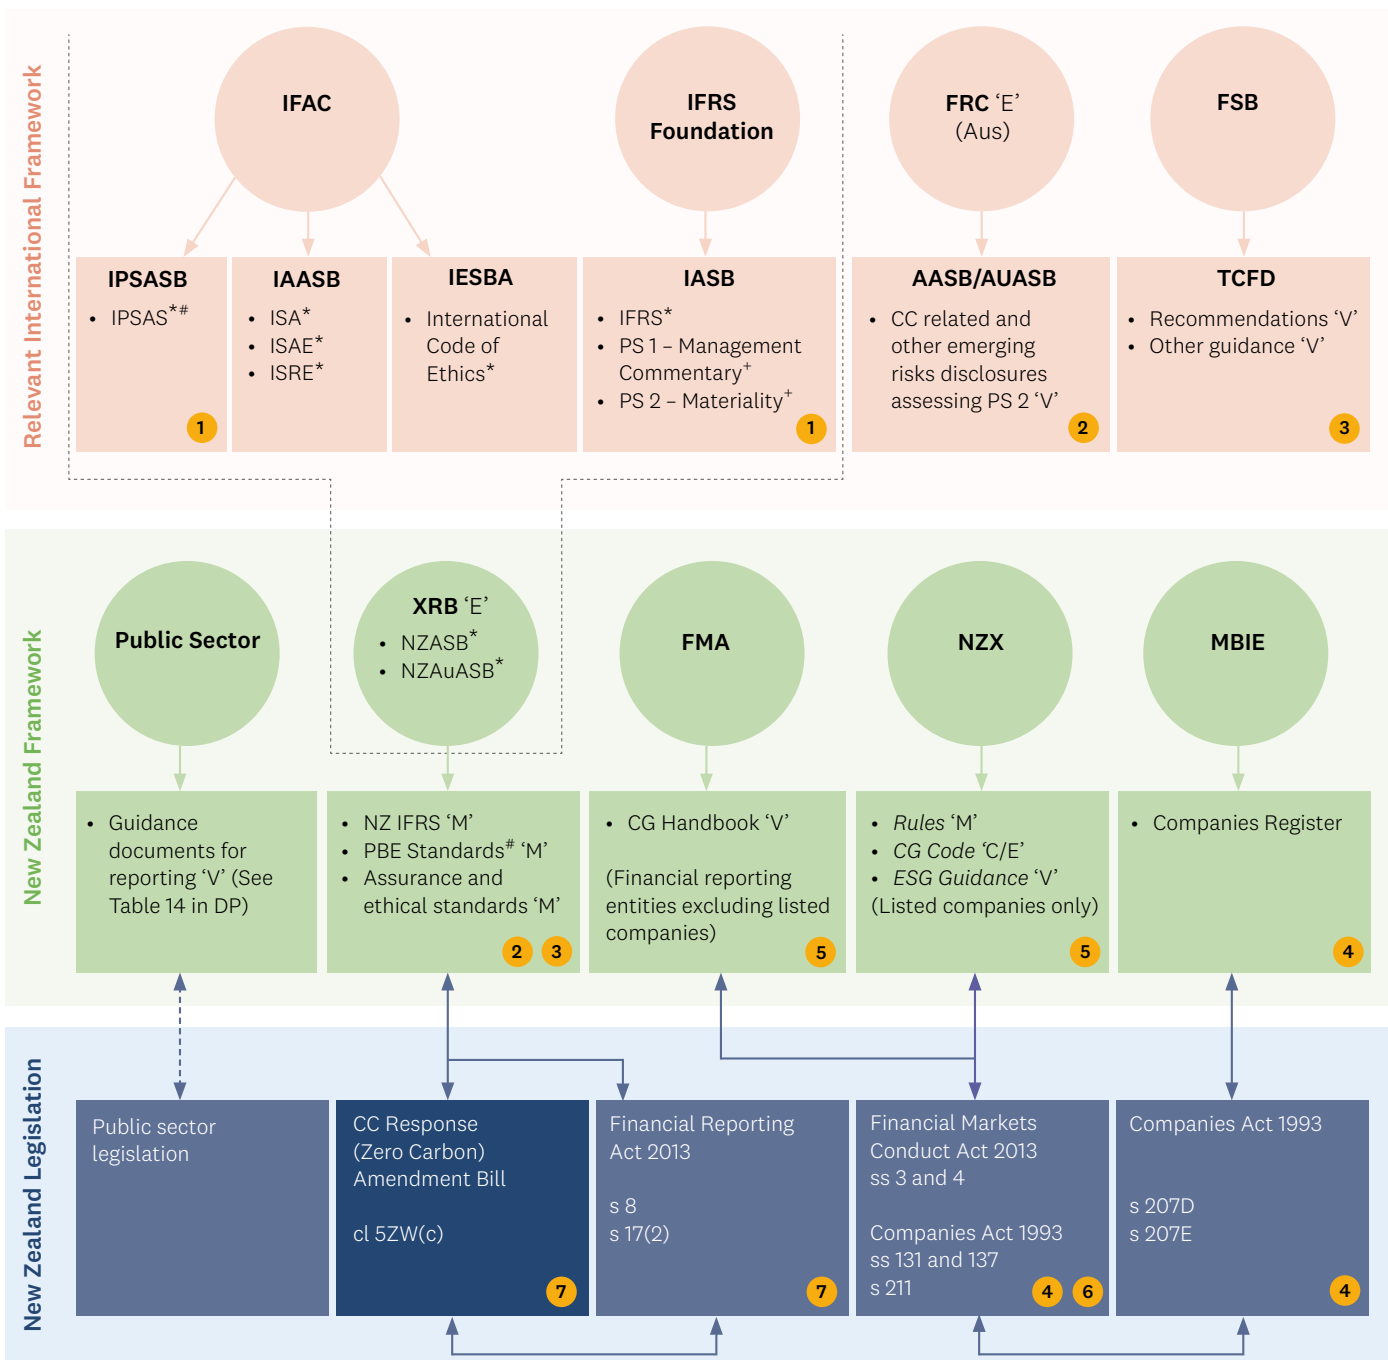 Relevant International Framework
IFAC
IFRS
Foundation
FRC ‘E’
(Aus)
FSB
IPSASB
• IPSAS*#
1
IAASB
• ISA*
• ISAE*
• ISRE*
IESBA
• International
Code of
Ethics*
IASB
• IFRS*
• PS 1 – Management
Commentary+
• PS 2 – Materiality+
1
AASB/AUASB
• CC related and
other emerging
risks disclosures
assessing PS 2 ‘V’
2
TCFD
• Recommendations ‘V’
• Other guidance ‘V’
3
New Zealand Framework
Public Sector
XRB ‘E’
• NZASB*
• NZAuASB*
FMA
NZX
MBIE
• Guidance
documents for
reporting ‘V’ (See
Table 14 in DP)
• NZ IFRS ‘M’
• PBE Standards# ‘M’
• Assurance and
ethical standards ‘M’
2 3
• CG Handbook ‘V’
(Financial reporting
entities excluding listed
companies)
5
• Rules ‘M’
• CG Code ‘C/E’
• ESG Guidance ‘V’
(Listed companies only)
5
• Companies Register
4
New Zealand Legislation
Public sector
legislation
CC Response
(Zero Carbon)
Amendment Bill
cl 5ZW(c)
7
Financial Reporting
Act 2013
s 8
s 17(2)
7
Financial Markets
Conduct Act 2013
ss 3 and 4
Companies Act 1993
ss 131 and 137
s 211
4 6
Companies Act 1993
s 207D
s 207E
4